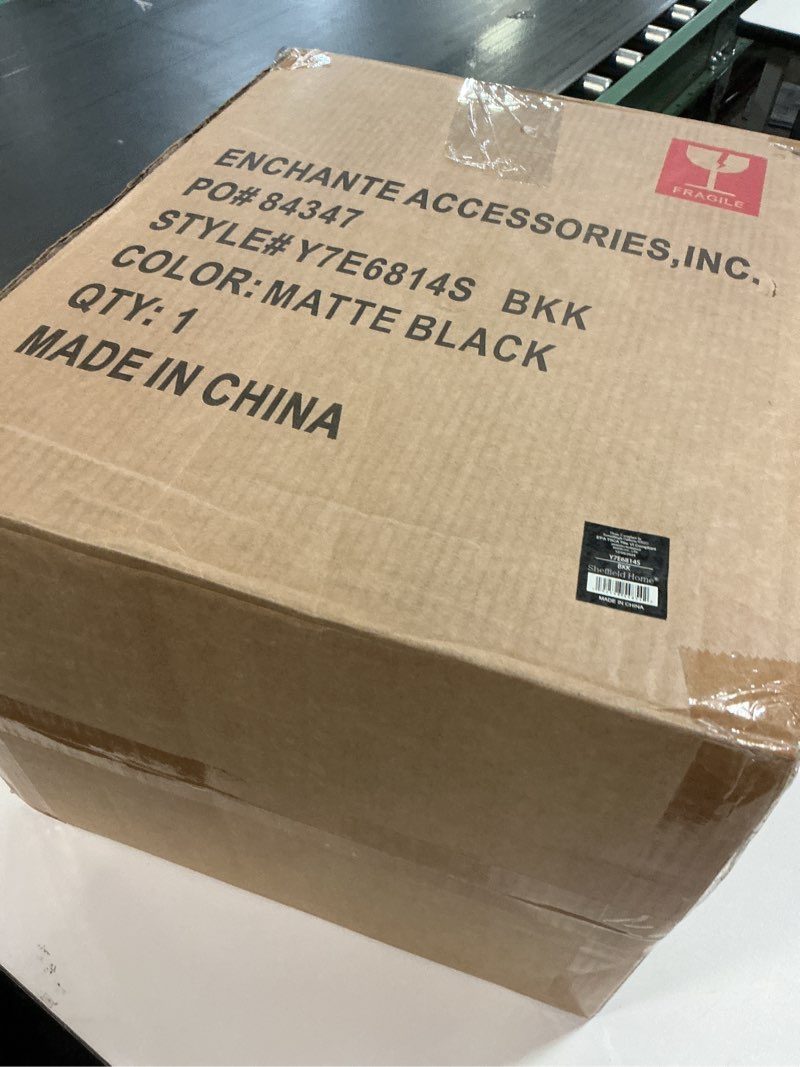 ENCHANTE ACCESSORIES,INC.
PO# 84347
STYLE# Y7E6814S BKK
COLOR: MATTE BLACK
QTY: 1
MADE IN CHINA
FRAGILE
Y7E6814S
BKK
Sheffield Home®
MADE IN CHINA